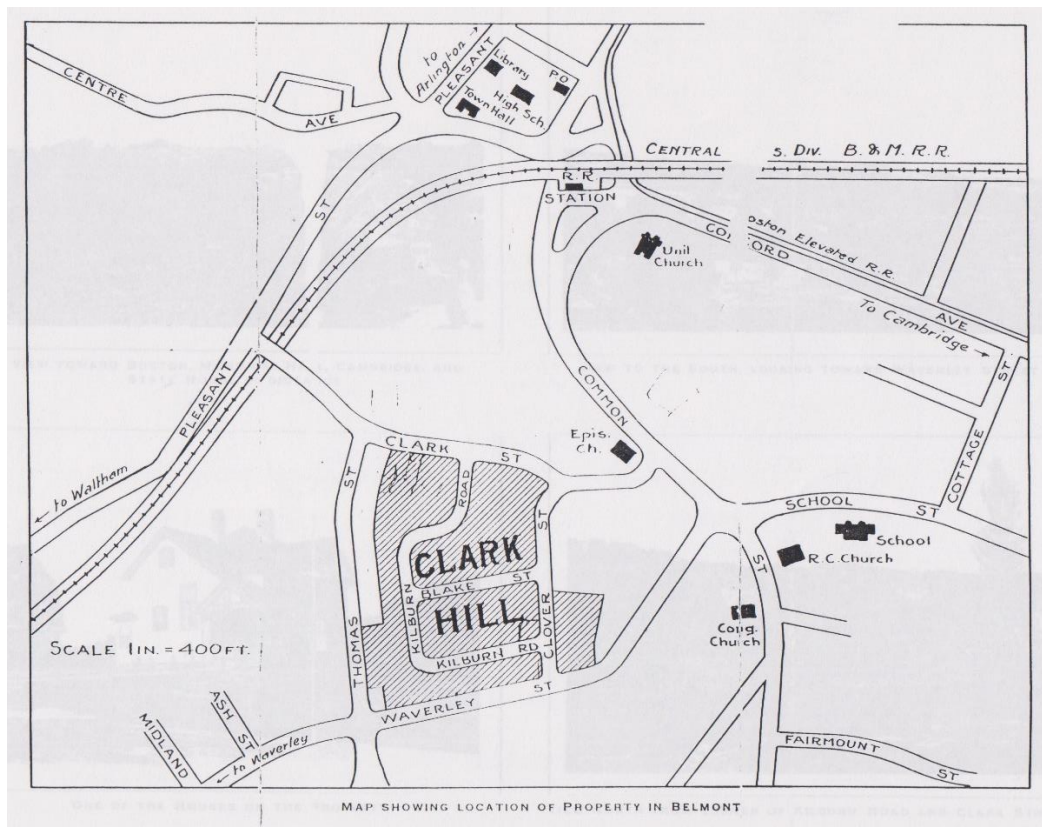 CENTRE
AVE
to
Arlington
PLEASANT
Library
P.O
High Sch.
Town Hall
CENTRAL
S. DIV. B. & M. R. R.
R.R.
STATION
ST
oston Elevated R.R.
CON
ORD
AVE
Unit
Church
To Cambridge
PLEASANT
to Waltham
COMMON
Epis.
Ch.
CLARK
ST
ST
ROAD
ST
COTTAGE
SCHOOL
ST
School
R.C. Church
ST
Cong.
Church
CLARK
BLAKE
ST
HILL
KILBURN
KILBURN RD
CLOVER
ST
THOMAS
SCALE 1 IN. = 400 FT.
WAVERLEY
ST
ASH ST
MIDLAND
to Waverley
FAIRMOUNT
ST
MAP SHOWING LOCATION OF PROPERTY IN BELMONT